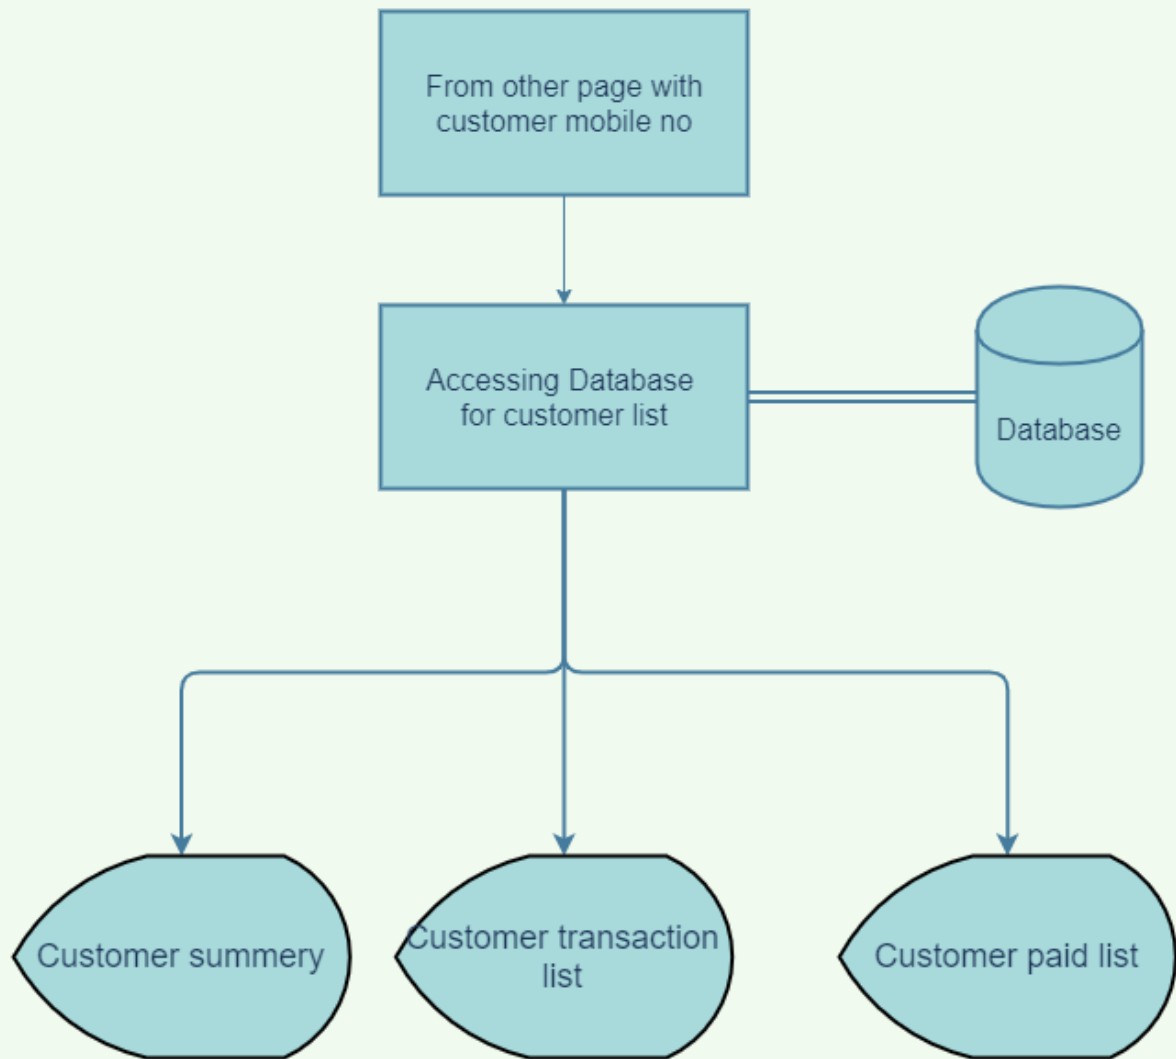 From other page with
customer mobile no
Accessing Database
for customer list
Database
Customer summery
Customer transaction
list
Customer paid list